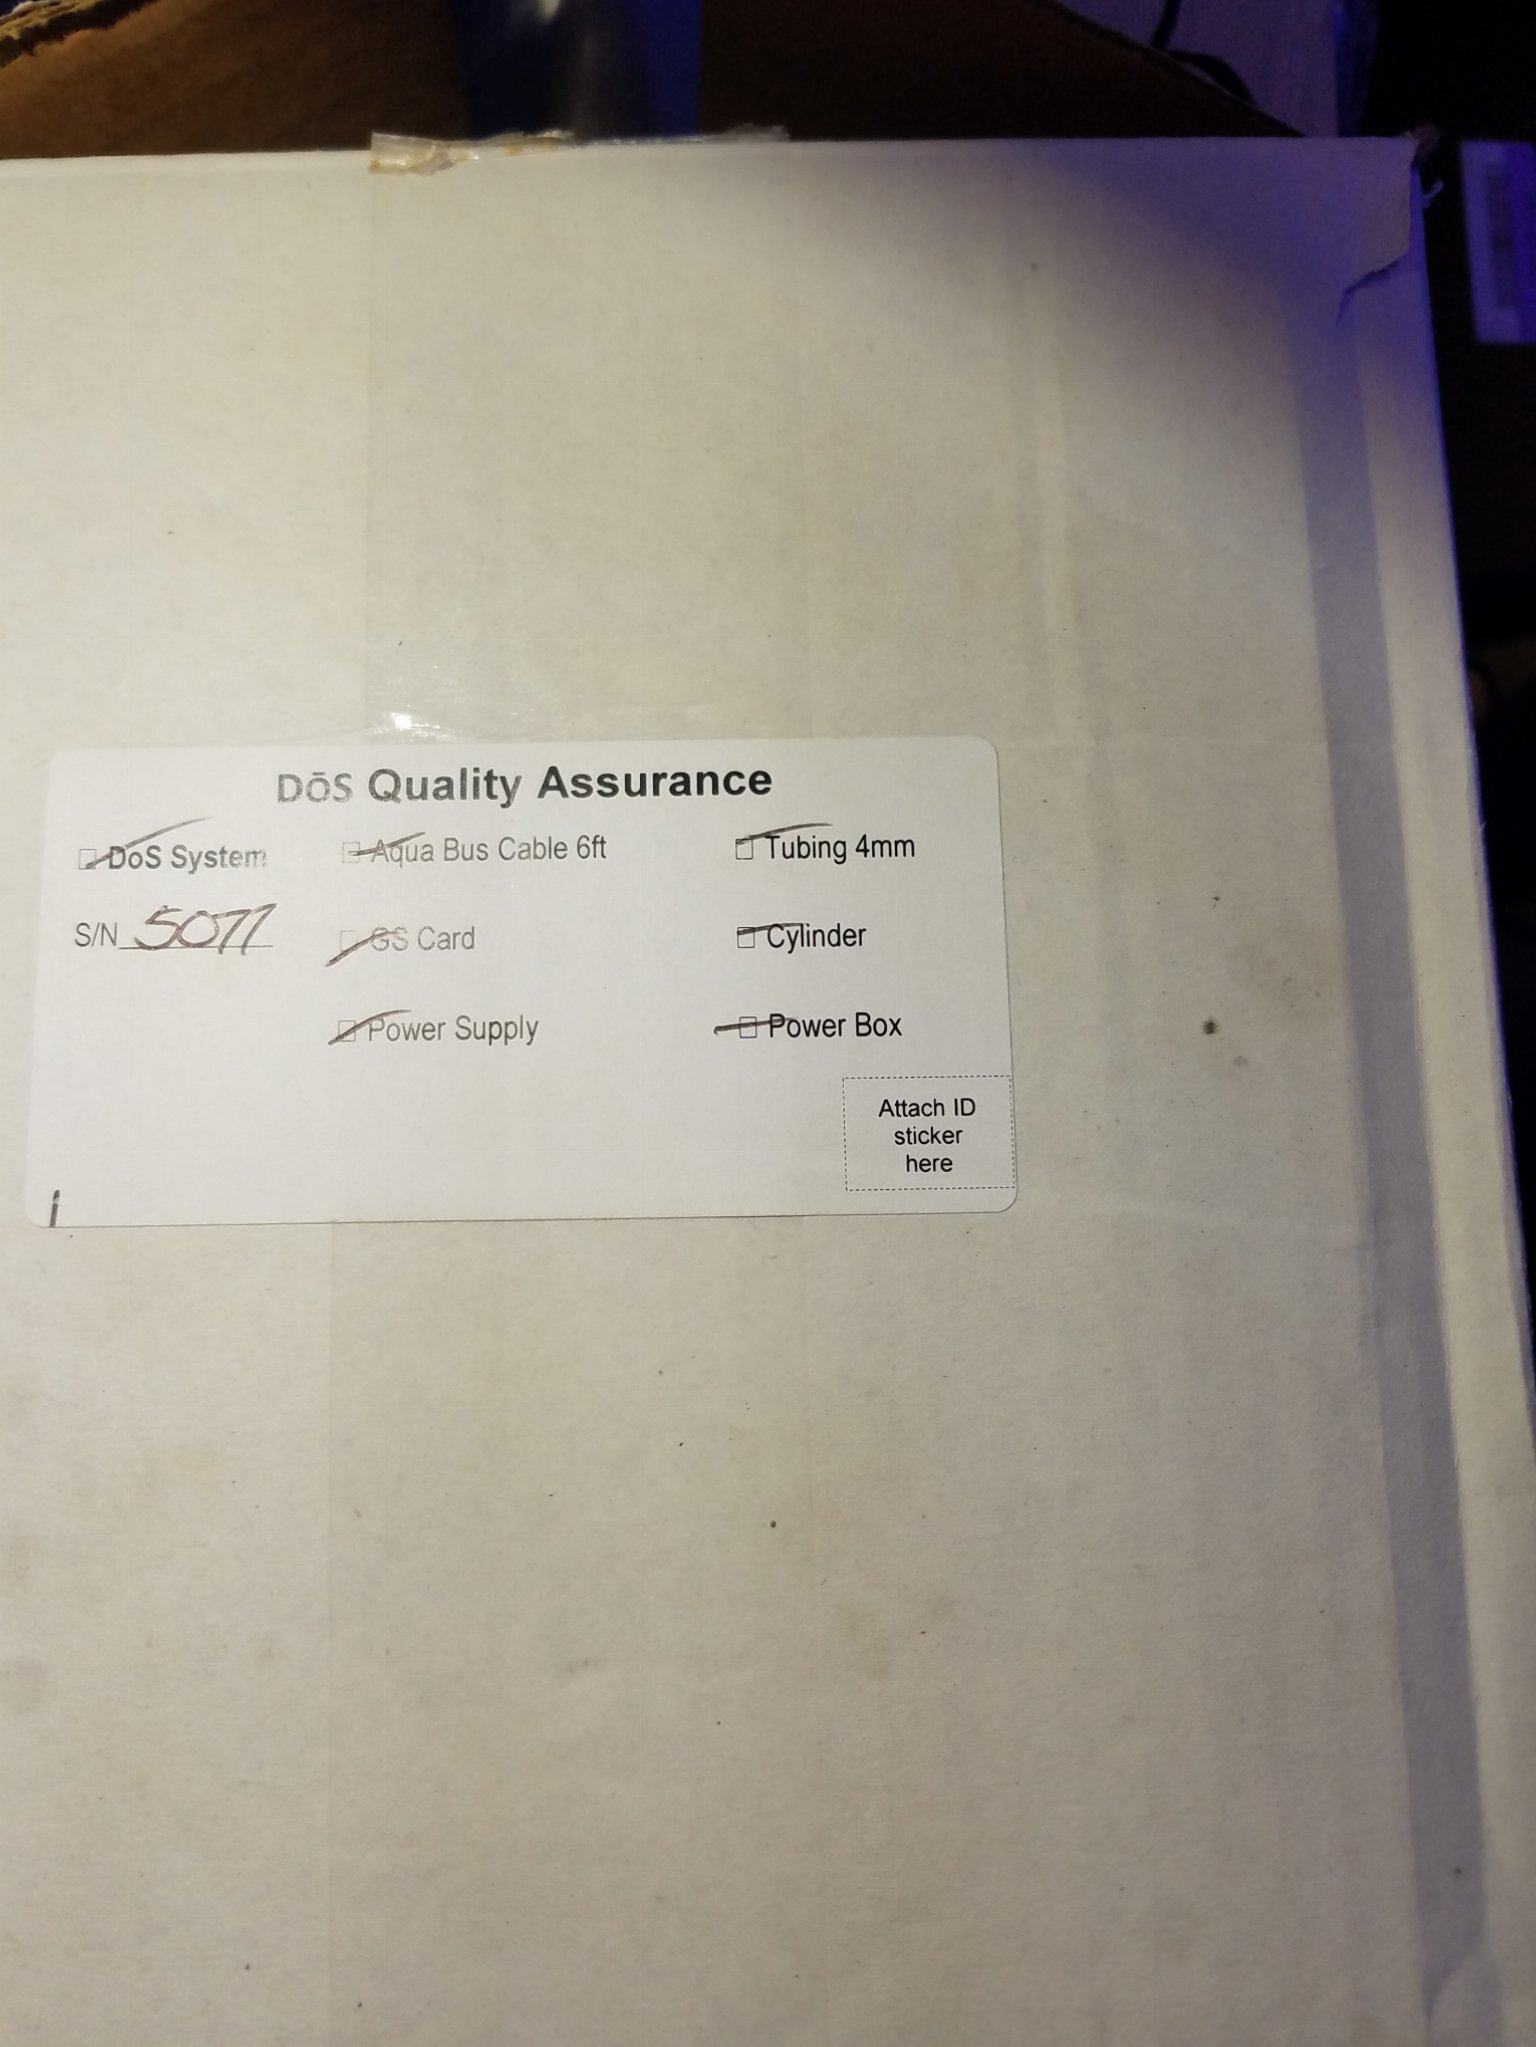 DōS Quality Assurance
DoS System
Aqua Bus Cable 6ft
Tubing 4mm
S/N 5077
GS Card
Cylinder
Power Supply
Power Box
Attach ID
sticker
here